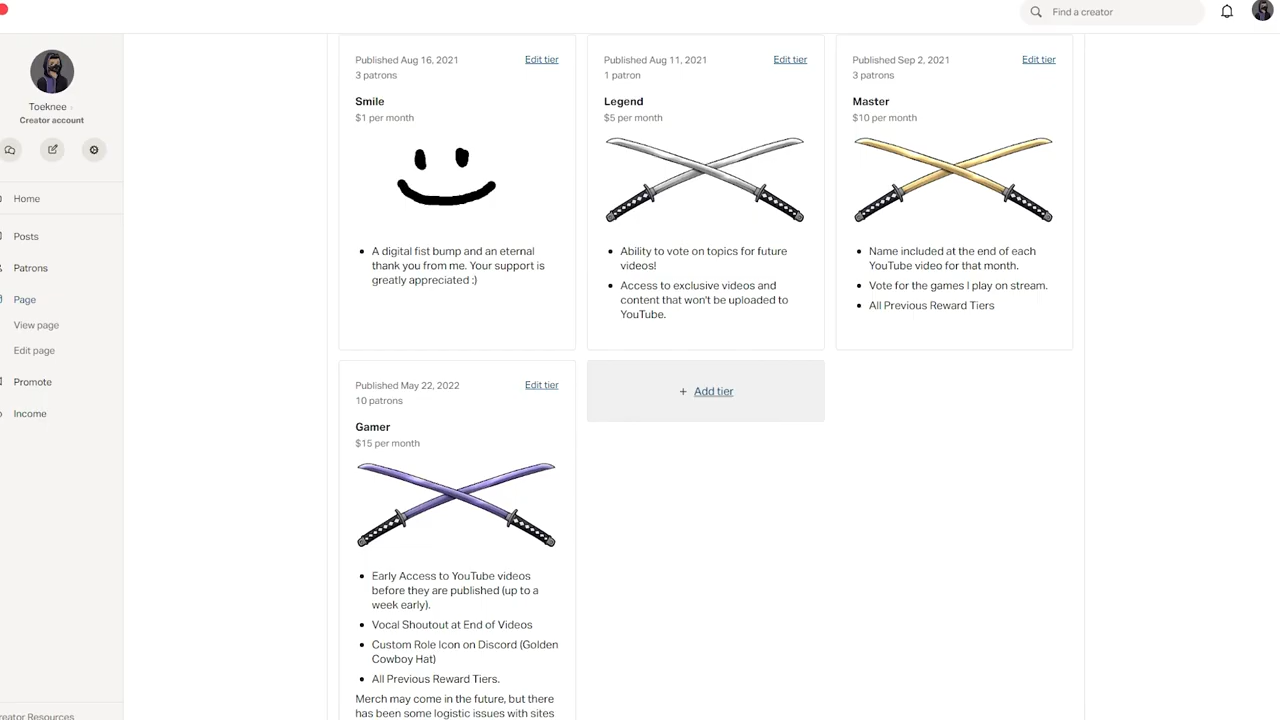 Find a creator
Toeknee
Creator account
Home
Posts
Patrons
Page
View page
Edit page
Promote
Income
reator Resources
Published Aug 16, 2021
Edit tier
3 patrons
Smile
$1 per month
A digital fist bump and an eternal
thank you from me. Your support is
greatly appreciated :)
Published Aug 11, 2021
Edit tier
1 patron
Legend
$5 per month
Ability to vote on topics for future
videos!
Access to exclusive videos and
content that won't be uploaded to
YouTube.
Published Sep 2, 2021
Edit tier
3 patrons
Master
$10 per month
Name included at the end of each
YouTube video for that month.
Vote for the games I play on stream.
All Previous Reward Tiers
Published May 22, 2022
Edit tier
10 patrons
Gamer
$15 per month
Early Access to YouTube videos
before they are published (up to a
week early).
Vocal Shoutout at End of Videos
Custom Role Icon on Discord (Golden
Cowboy Hat)
All Previous Reward Tiers.
Merch may come in the future, but there
has been some logistic issues with sites
+ Add tier